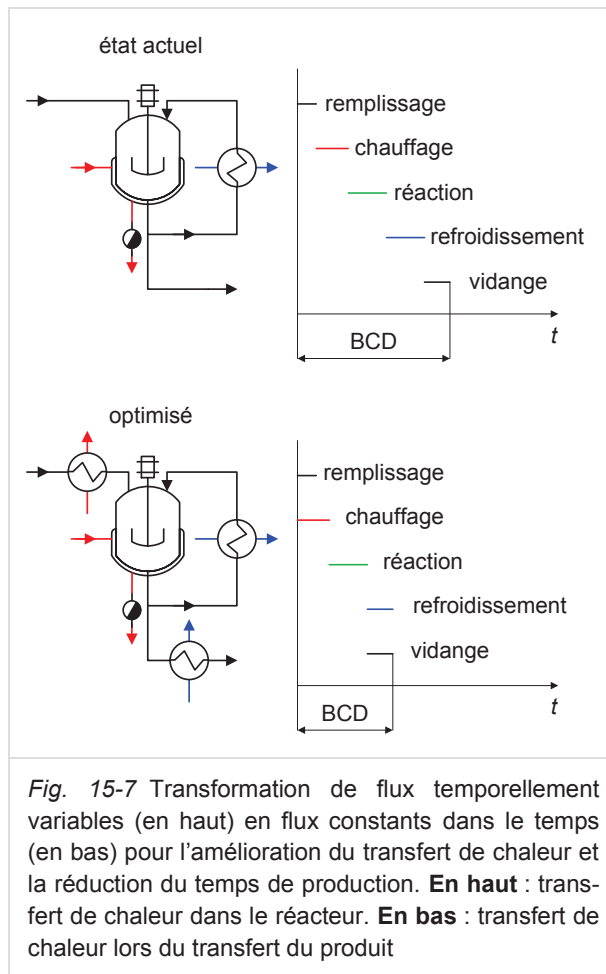 état actuel
remplissage
chauffage
réaction
refroidissement
vidange
t
BCD
optimisé
remplissage
chauffage
réaction
refroidissement
vidange
t
BCD
Fig. 15-7 Transformation de flux temporellement
variables (en haut) en flux constants dans le temps
(en bas) pour l'amélioration du transfert de chaleur et
la réduction du temps de production. En haut : trans-
fert de chaleur dans le réacteur. En bas : transfert de
chaleur lors du transfert du produit